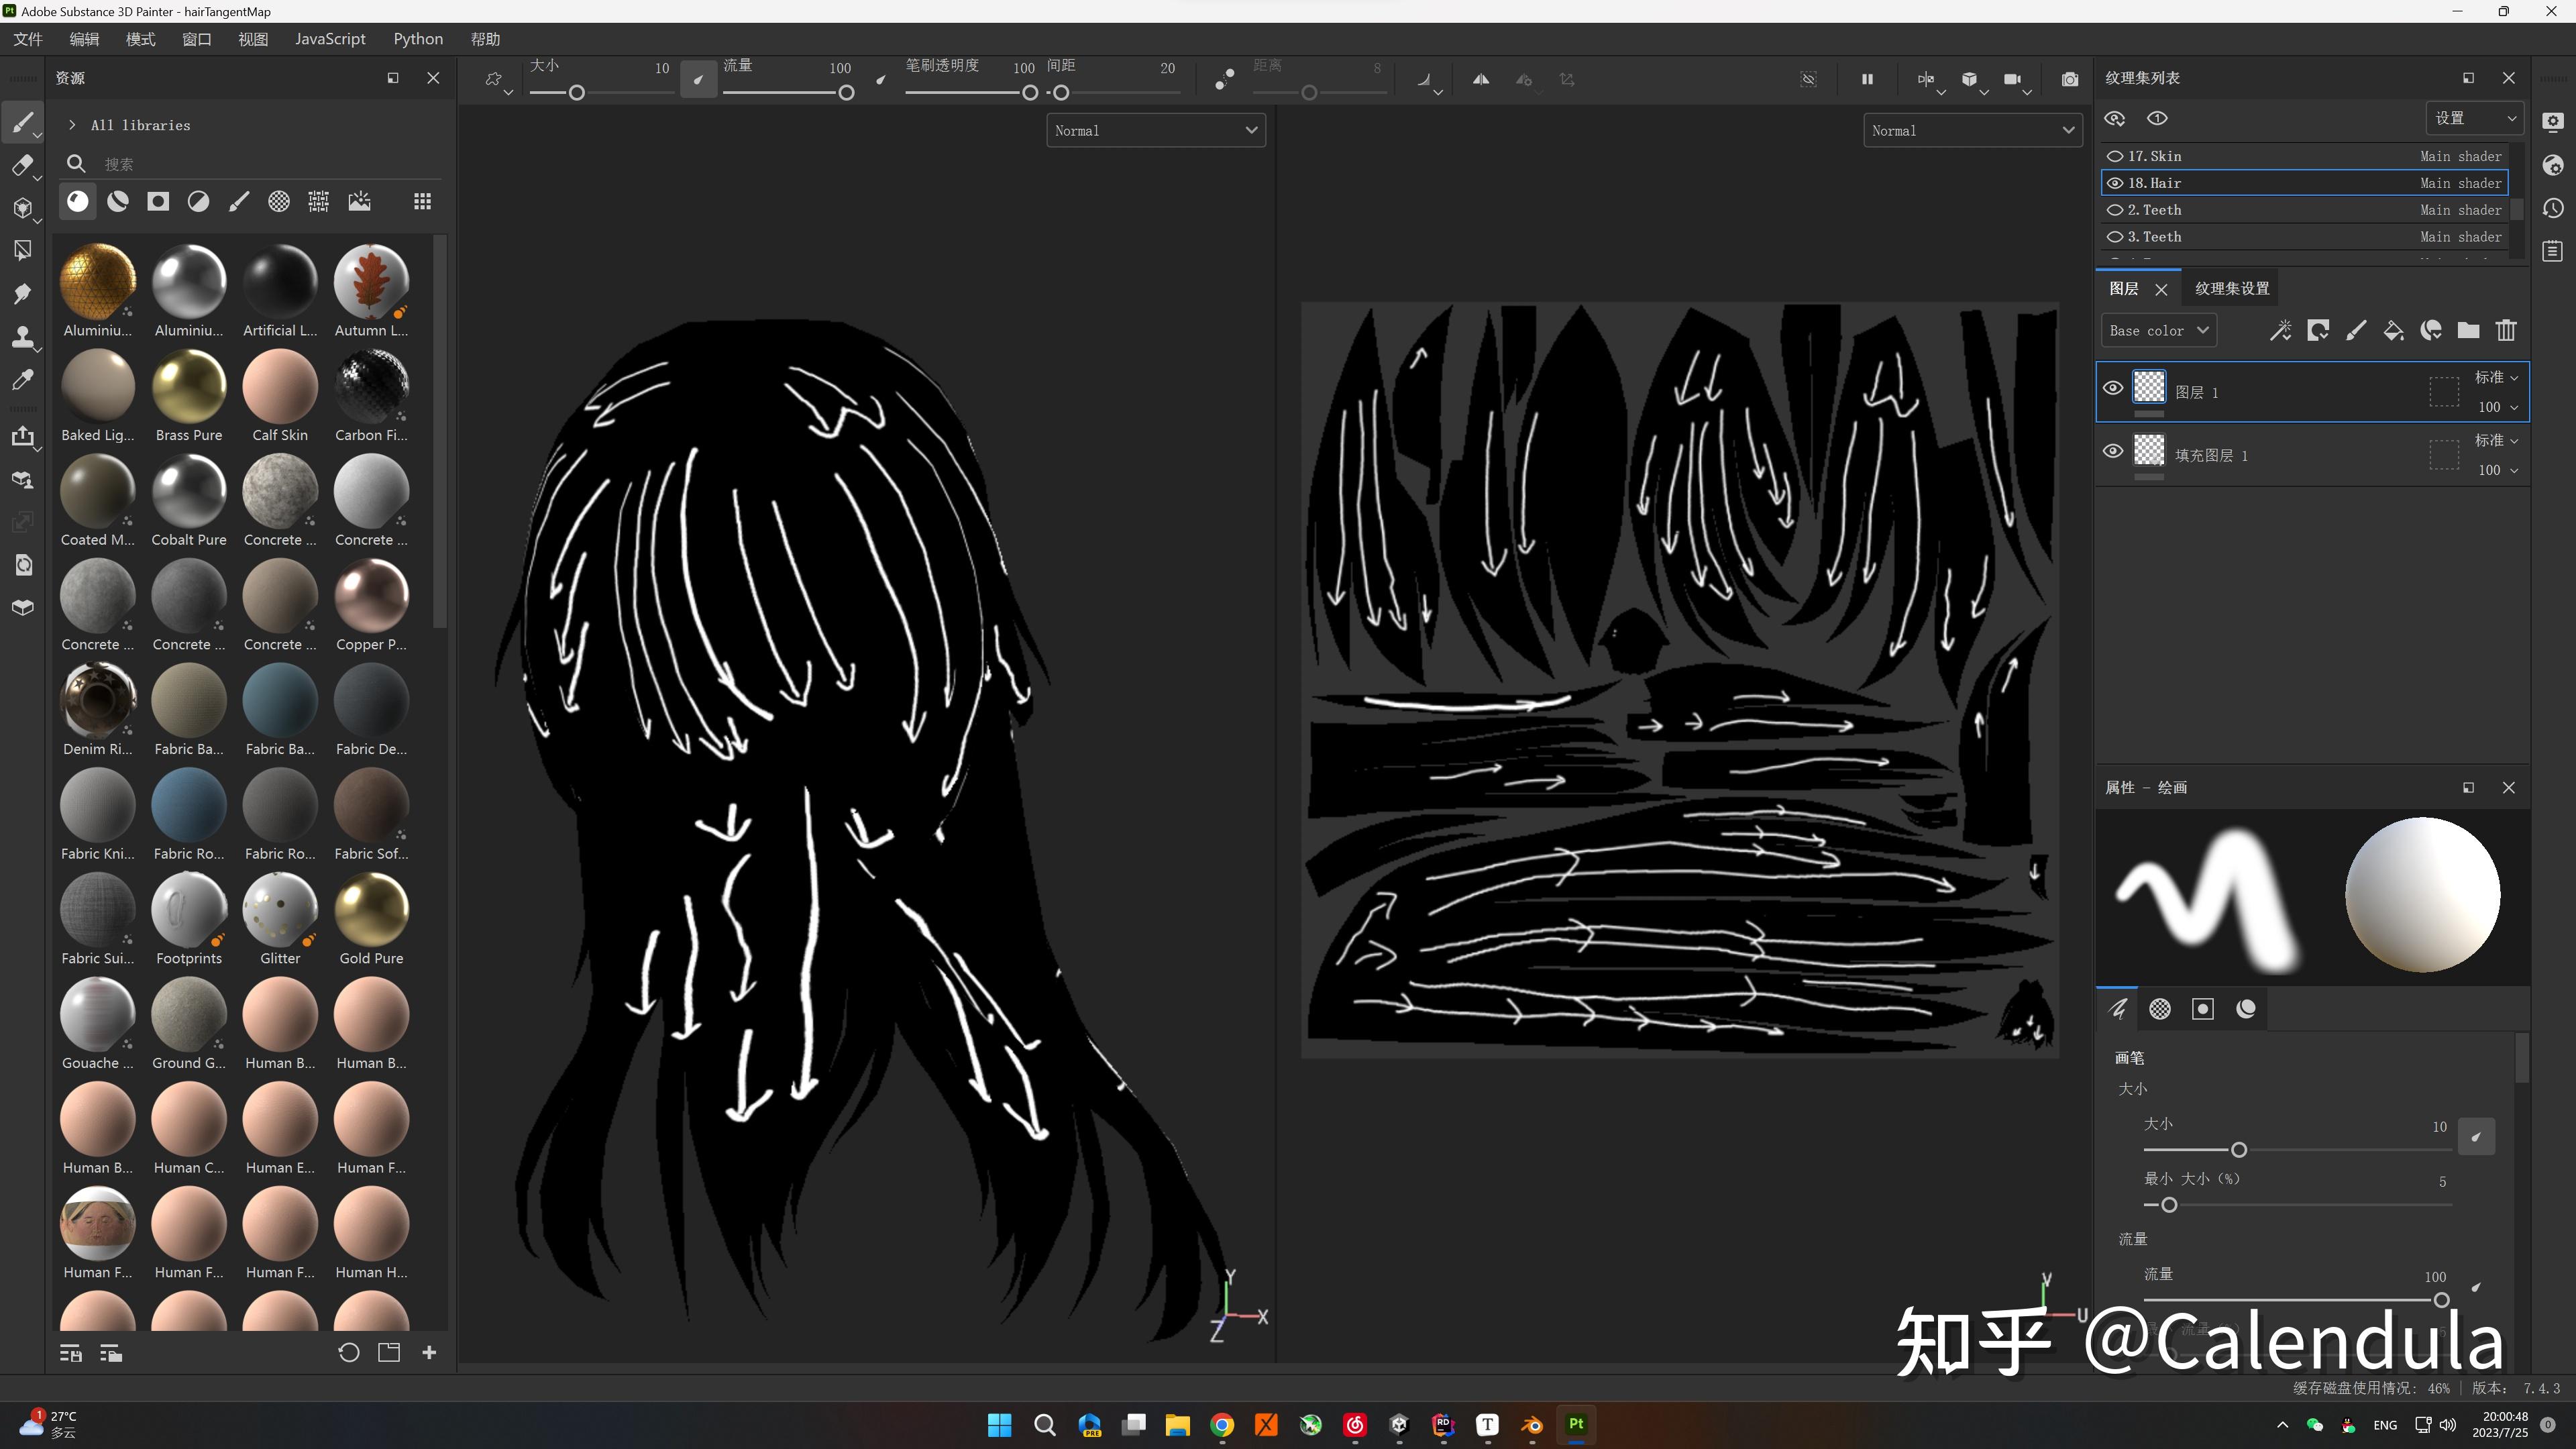 Adobe Substance 3D Painter - hairTangentMap
文件 编辑 模式 窗口 视图 JavaScript Python 帮助
资源
大小 10
流量 100
笔刷透明度 100
间距 20
距离 8
All libraries
搜索
Normal
Normal
Aluminiu... Aluminiu... Artificial L... Autumn L...
Baked Lig... Brass Pure Calf Skin Carbon Fi...
Coated M... Cobalt Pure Concrete ... Concrete ...
Concrete ... Concrete ... Concrete ... Copper P...
Denim Ri... Fabric Ba... Fabric Ba... Fabric De...
Fabric Kni... Fabric Ro... Fabric Ro... Fabric Sof...
Fabric Sui... Footprints Glitter Gold Pure
Gouache ... Ground G... Human B... Human B...
Human B... Human C... Human E... Human F...
Human F... Human F... Human F... Human H...
Y
X
Z
V
U
纹理集列表
设置
17.Skin Main shader
18.Hair Main shader
2.Teeth Main shader
3.Teeth Main shader
图层 纹理集设置
Base color
图层 1 标准 100
填充图层 1 标准 100
属性 - 绘画
画笔
大小
大小 10
最小 大小 (%) 5
流量
流量 100
知乎 @Calendula
缓存磁盘使用情况: 46% | 版本: 7.4.3
1
27°C
多云
PRE
RD
T
Pt
ENG
20:00:48
2023/7/25
0